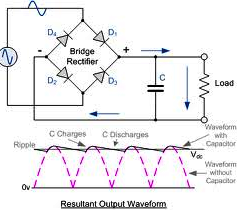 D4
D1
Bridge
Rectifier
-
+
D2
D3
C
Load
C Charges
C Discharges
Waveform
with
Capacitor
Ripple
Vdc
Waveform
without
Capacitor
0v
Resultant Output Waveform